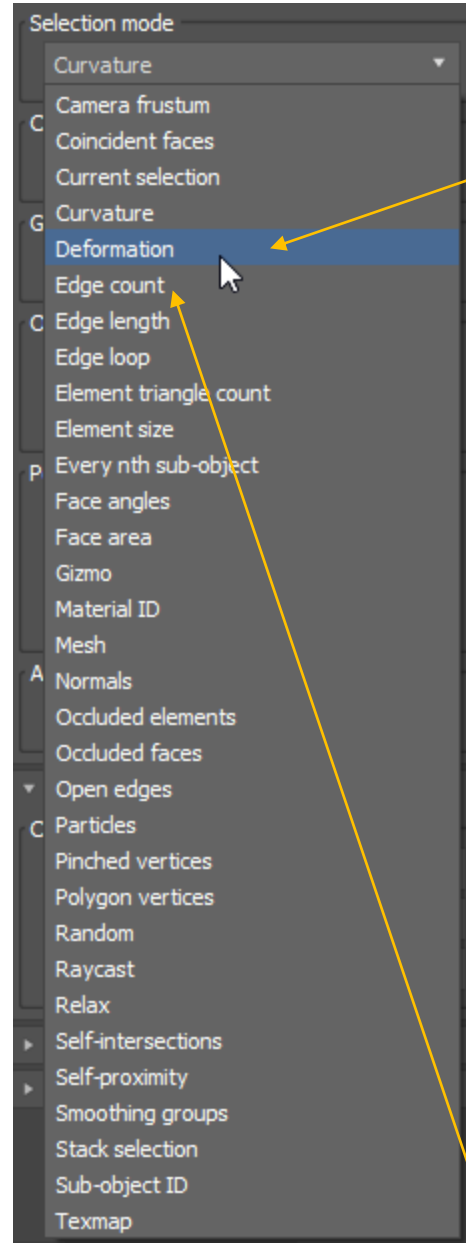 Selection mode
Curvature
Camera frustum
Coincident faces
Current selection
Curvature
Deformation
Edge count
Edge length
Edge loop
Element triangle count
Element size
Every nth sub-object
Face angles
Face area
Gizmo
Material ID
Mesh
Normals
Occluded elements
Occluded faces
Open edges
Particles
Pinched vertices
Polygon vertices
Random
Raycast
Relax
Self-intersections
Self-proximity
Smoothing groups
Stack selection
Sub-object ID
Texmap